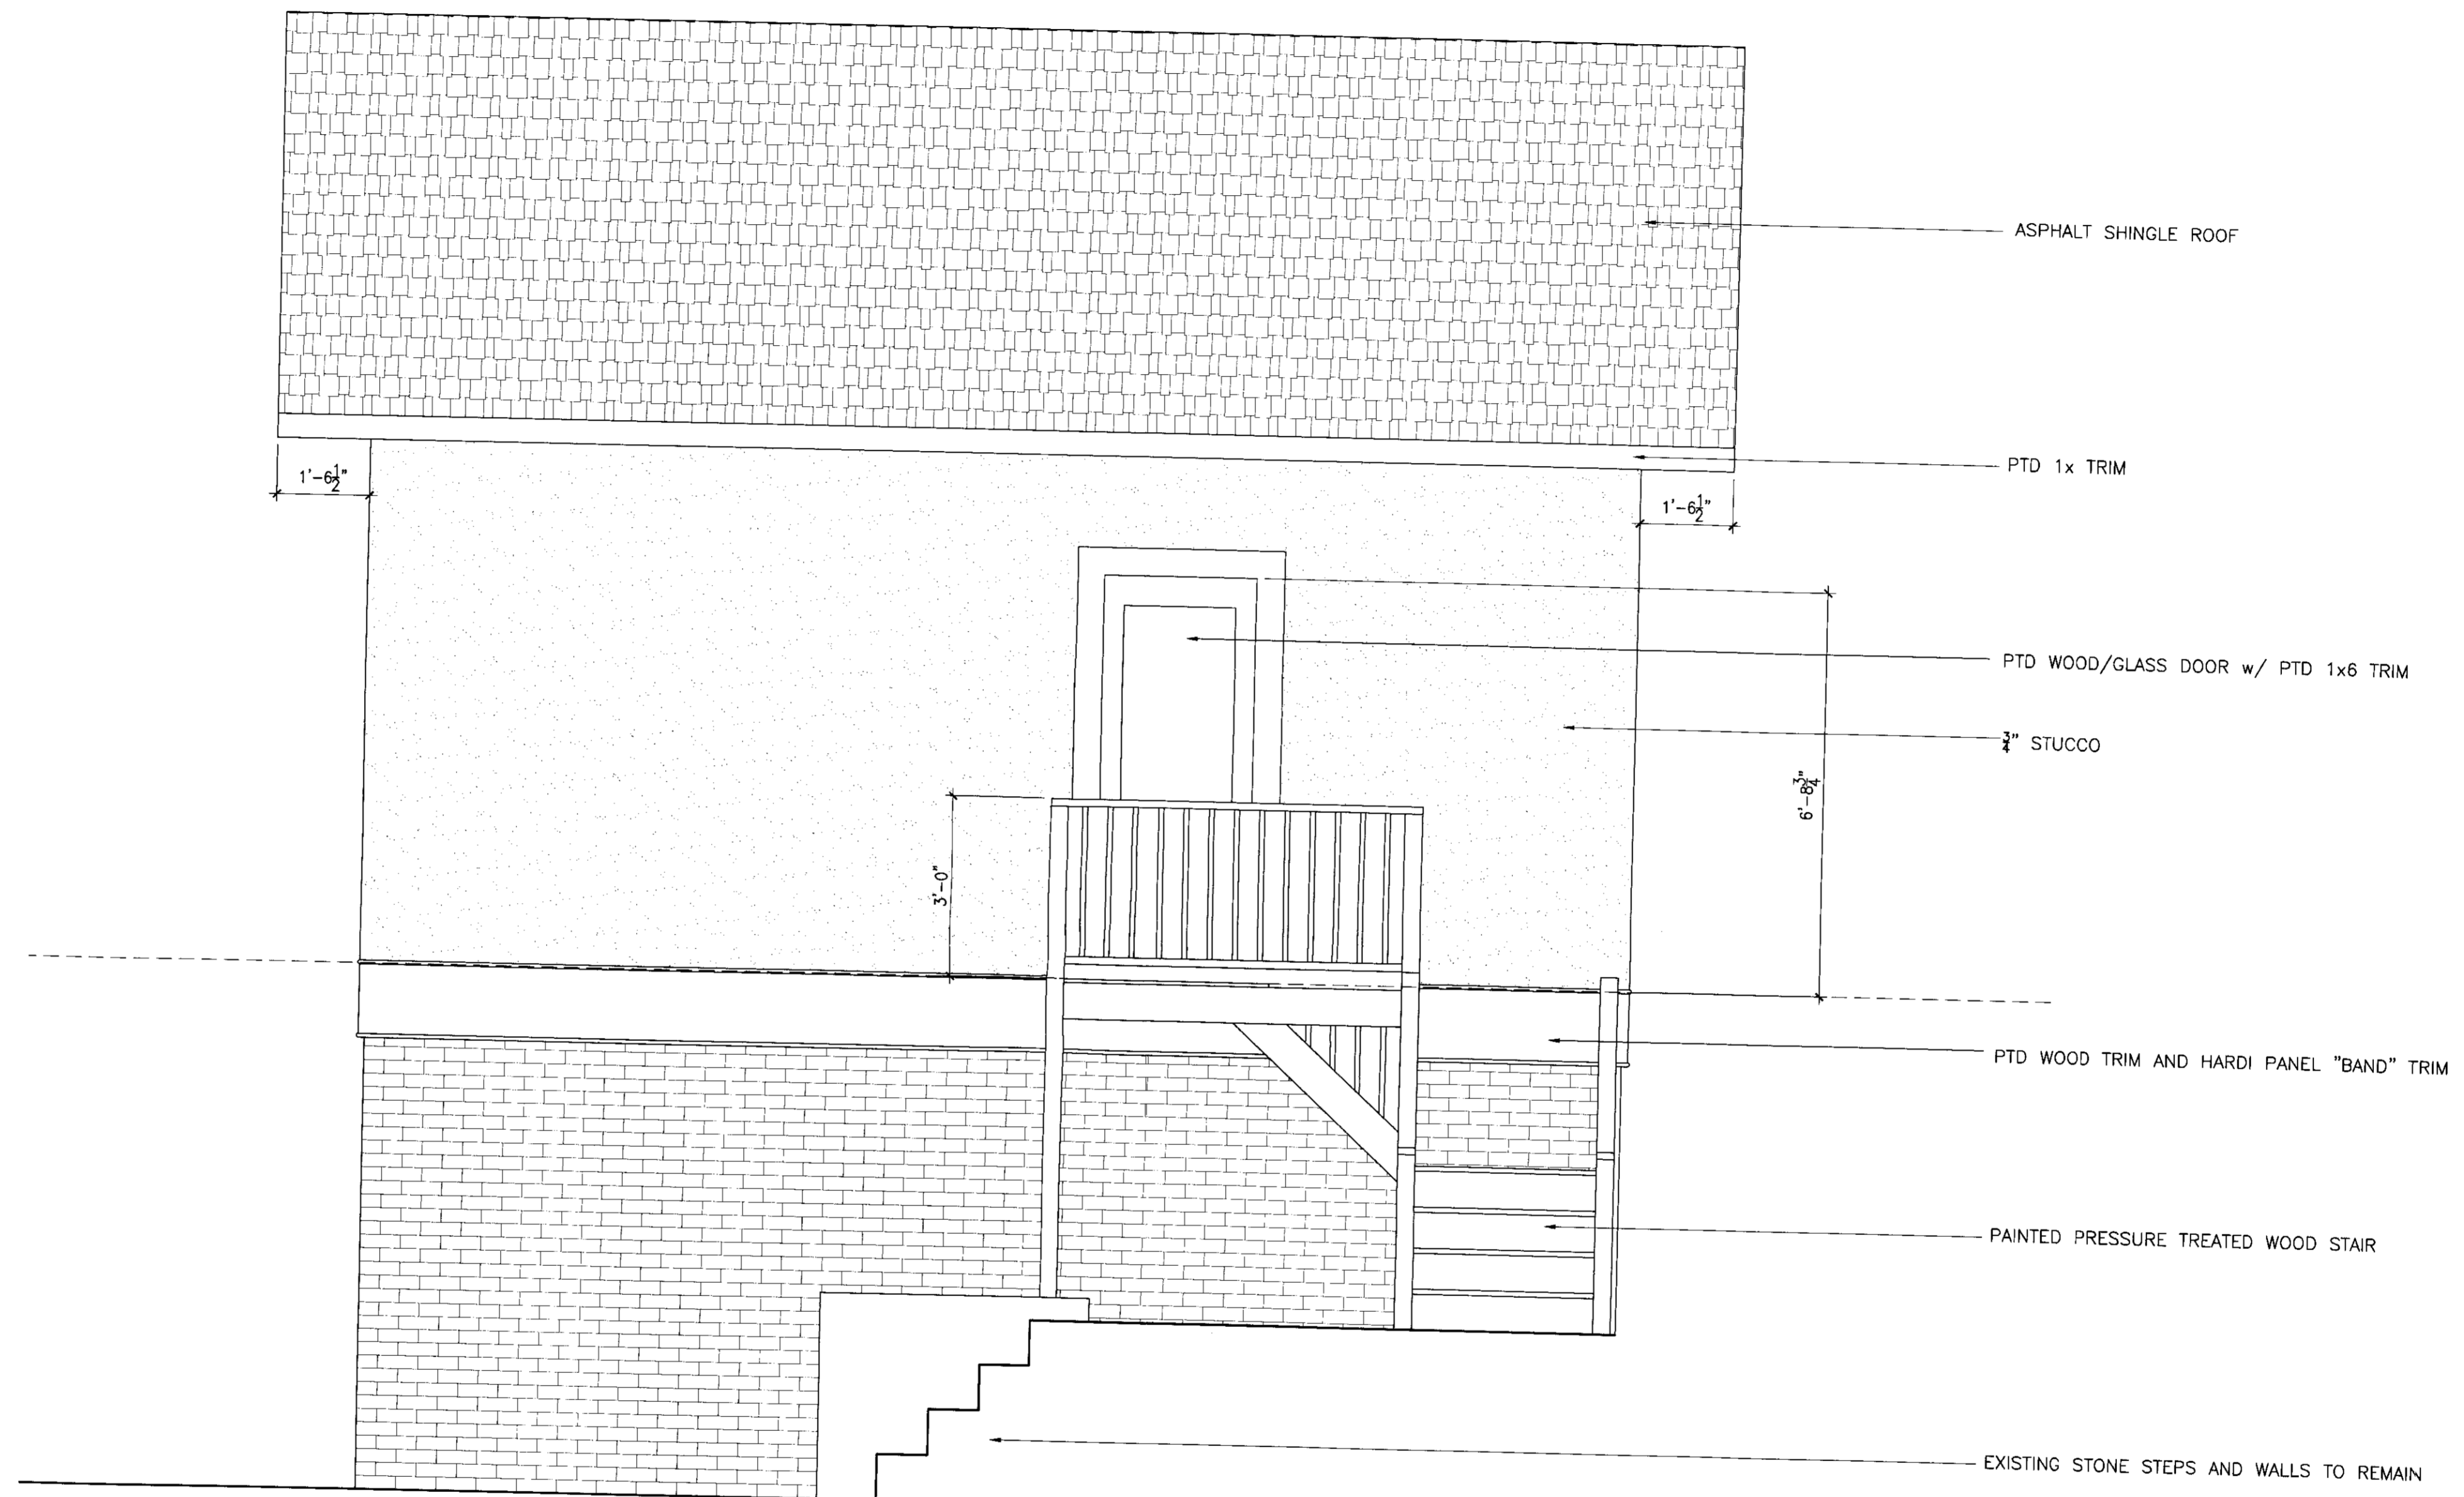 ASPHALT SHINGLE ROOF
PTD 1x TRIM
1'-6½"
1'-6½"
PTD WOOD/GLASS DOOR w/ PTD 1x6 TRIM
¾" STUCCO
6'-8¾"
3'-0"
PTD WOOD TRIM AND HARDI PANEL "BAND" TRIM
PAINTED PRESSURE TREATED WOOD STAIR
EXISTING STONE STEPS AND WALLS TO REMAIN